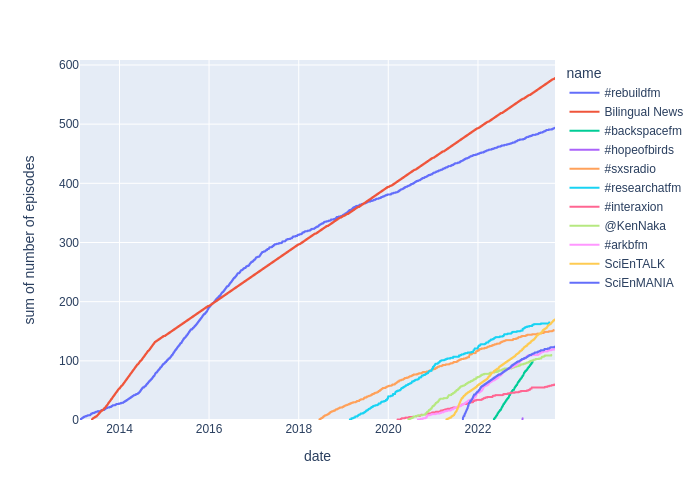 600
500
400
300
200
100
0
2014 2016 2018 2020 2022
date
sum of number of episodes
name
#rebuildfm
Bilingual News
#backspacefm
#hopeofbirds
#sxsradio
#researchatfm
#interaxion
@KenNaka
#arkbfm
SciEnTALK
SciEnMANIA